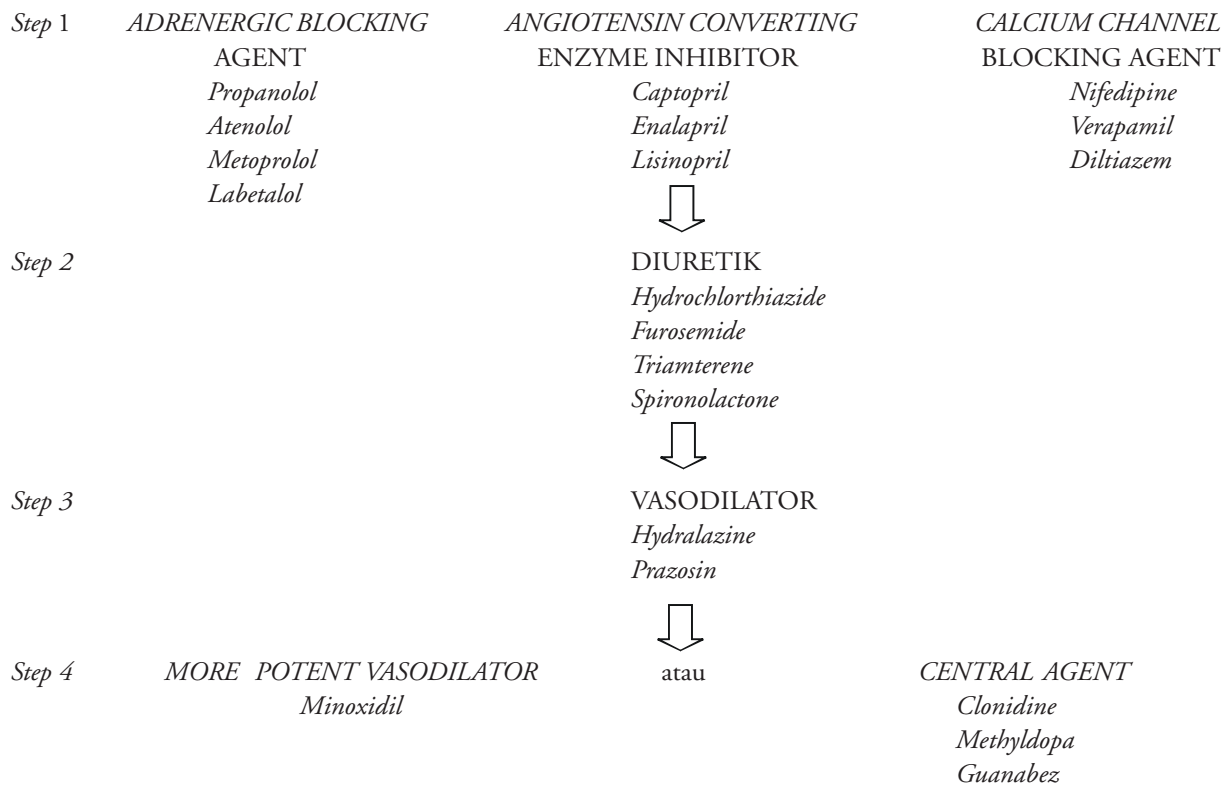 Step 1 ADRENERGIC BLOCKING ANGIOTENSIN CONVERTING CALCIUM CHANNEL
AGENT ENZYME INHIBITOR BLOCKING AGENT
Propanolol Captopril Nifedipine
Atenolol Enalapril Verapamil
Metoprolol Lisinopril Diltiazem
Labetalol
Step 2 DIURETIK
Hydrochlorthiazide
Furosemide
Triamterene
Spironolactone
Step 3 VASODILATOR
Hydralazine
Prazosin
Step 4 MORE POTENT VASODILATOR atau CENTRAL AGENT
Minoxidil Clonidine
Methyldopa
Guanabez